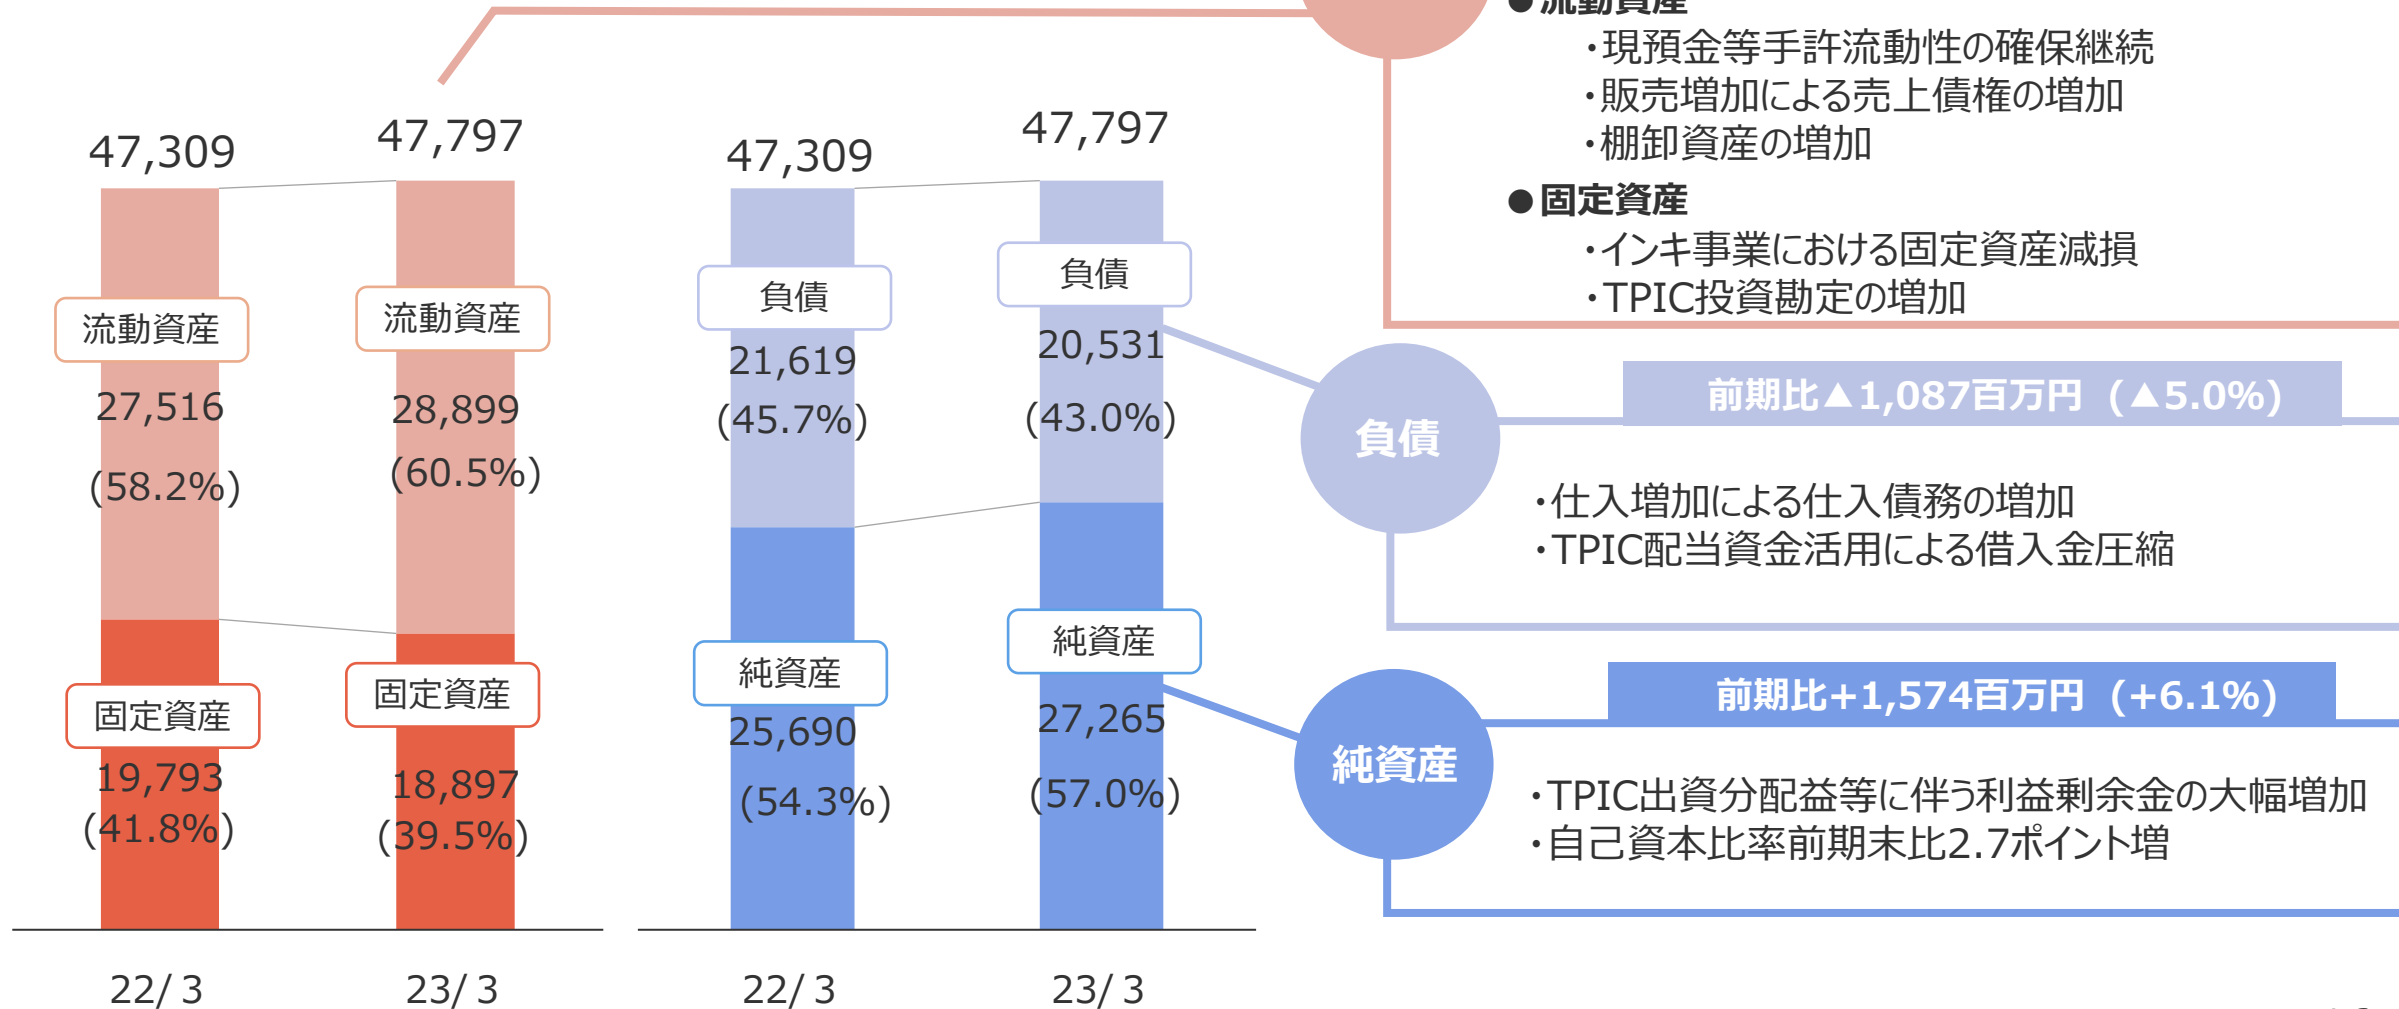 ●流動資産
・現預金等手許流動性の確保継続
・販売増加による売上債権の増加
・棚卸資産の増加
●固定資産
・インキ事業における固定資産減損
・TPIC投資勘定の増加
47,309
47,797
流動資産
27,516
(58.2%)
流動資産
28,899
(60.5%)
固定資産
19,793
(41.8%)
固定資産
18,897
(39.5%)
22/3
23/3
47,309
47,797
負債
21,619
(45.7%)
負債
20,531
(43.0%)
純資産
25,690
(54.3%)
純資産
27,265
(57.0%)
22/3
23/3
負債
前期比▲1,087百万円（▲5.0%）
・仕入増加による仕入債務の増加
・TPIC配当資金活用による借入金圧縮
純資産
前期比+1,574百万円（+6.1%）
・TPIC出資分配益等に伴う利益剰余金の大幅増加
・自己資本比率前期末比2.7ポイント増